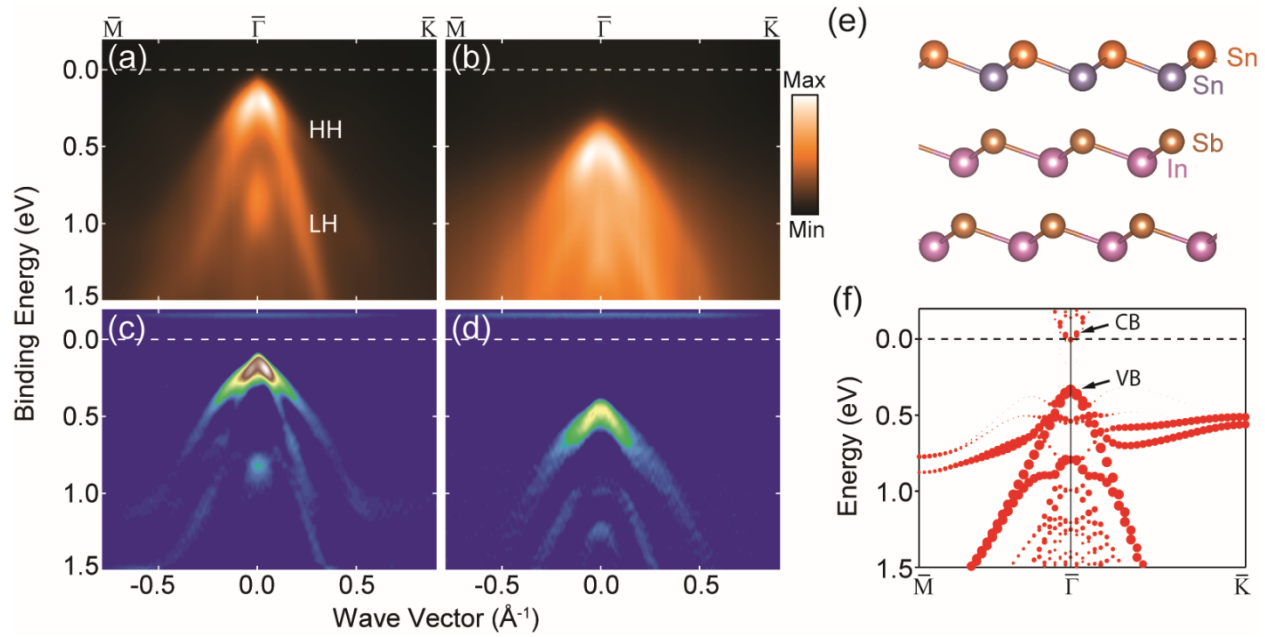 M̄ Γ̄ K̄ M̄ Γ̄ K̄
(a) (b) (e)
(c) (d) (f)
0.0
0.5
1.0
1.5
0.0
0.5
1.0
1.5
HH
LH
Max
Min
Sn
Sn
Sb
In
Binding Energy (eV)
-0.5 0.0 0.5 -0.5 0.0 0.5
Wave Vector (Å⁻¹)
CB
VB
0.0
0.5
1.0
1.5
Energy (eV)
M̄ Γ̄ K̄